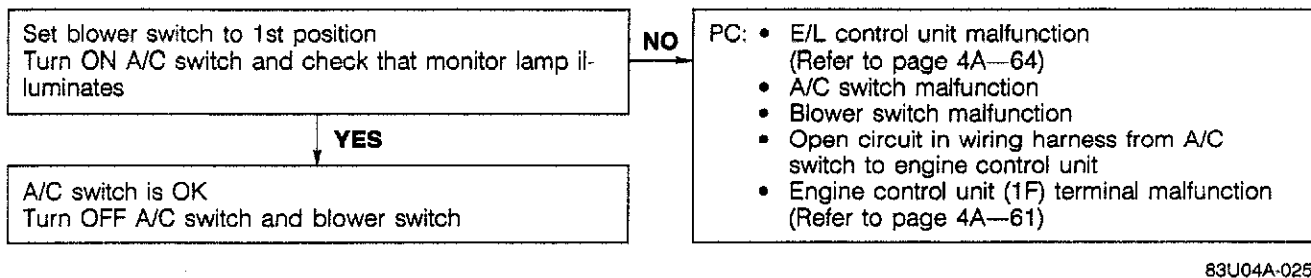 Set blower switch to 1st position
Turn ON A/C switch and check that monitor lamp il-
luminates
NO
PC: • E/L control unit malfunction
(Refer to page 4A—64)
• A/C switch malfunction
• Blower switch malfunction
• Open circuit in wiring harness from A/C
switch to engine control unit
• Engine control unit (1F) terminal malfunction
(Refer to page 4A—61)
YES
A/C switch is OK
Turn OFF A/C switch and blower switch
83U04A-025